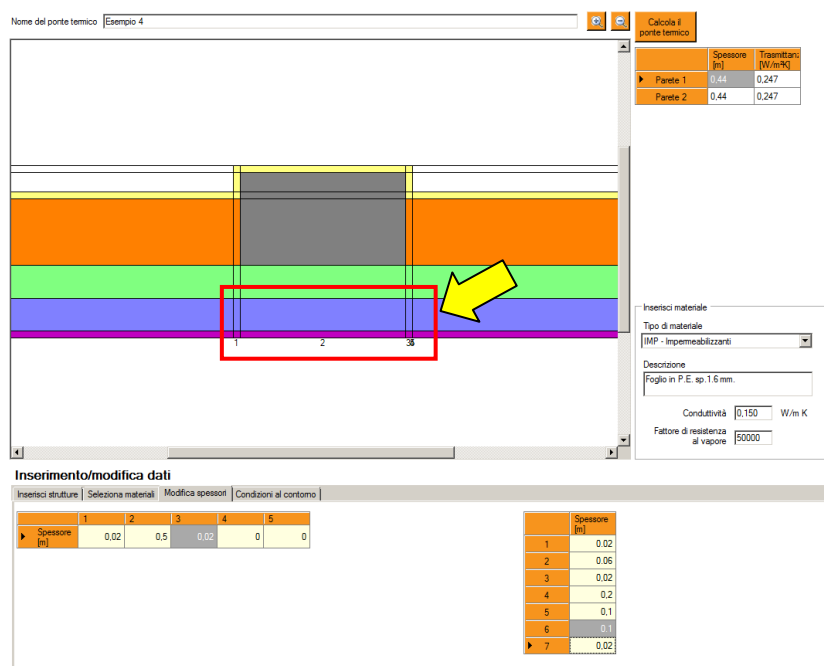 Nome del ponte termico Esempio 4
Calcola il
ponte termico
Spessore
[m] Trasmittanz
[W/m²K]
Parete 1 0,44 0,247
Parete 2 0,44 0,247
1 2
Inserisci materiale
Tipo di materiale
IMP - Impermeabilizzanti
Descrizione
Foglio in P.E. sp.1.6 mm.
Conduttività 0,150 W/m K
Fattore di resistenza
al vapore 50000
Inserimento/modifica dati
Inserisci strutture Seleziona materiali Modifica spessori Condizioni al contorno
1 2 3 4 5
Spessore
[m] 0,02 0,5 0,02 0 0
Spessore
[m]
1 0.02
2 0.06
3 0,02
4 0,2
5 0,1
6 0.1
7 0,02